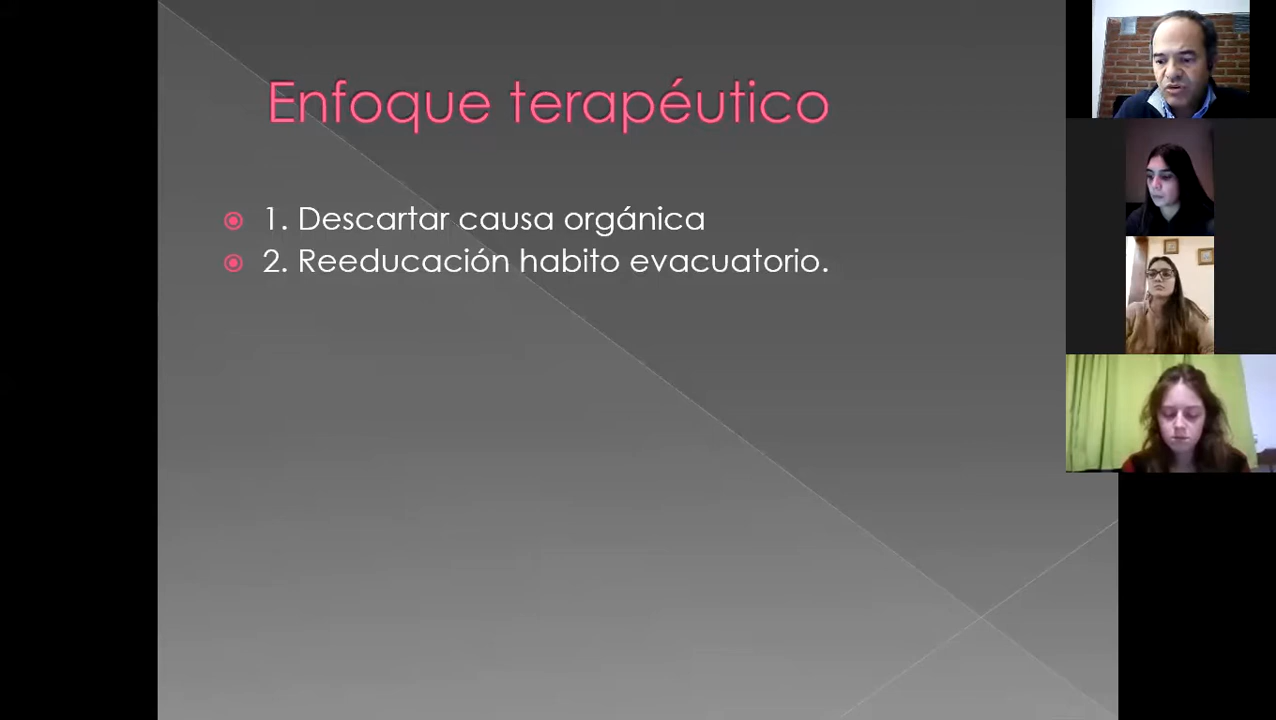 Enfoque terapéutico
1. Descartar causa orgánica
2. Reeducación habito evacuatorio.